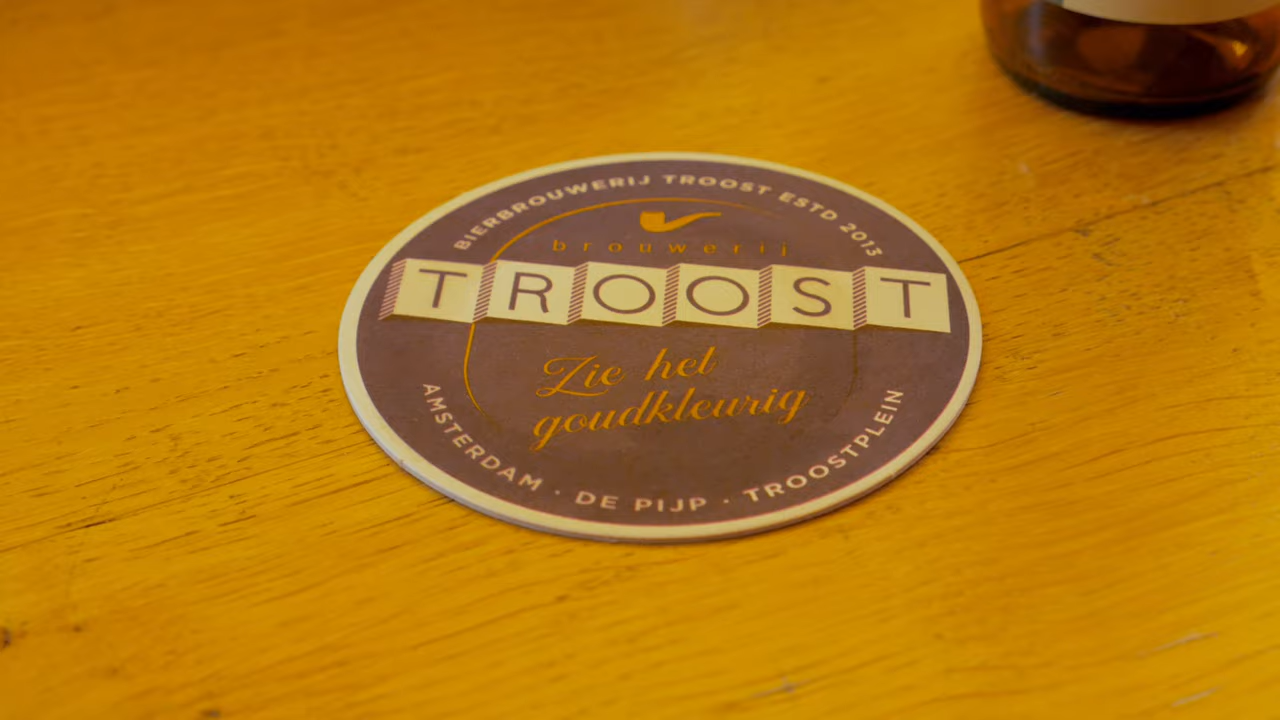 BIERBROUWERIJ TROOST ESTD 2013
brouwerij
TROOST
Zie het
goudkleurig
AMSTERDAM · DE PIJP · TROOSTPLEIN